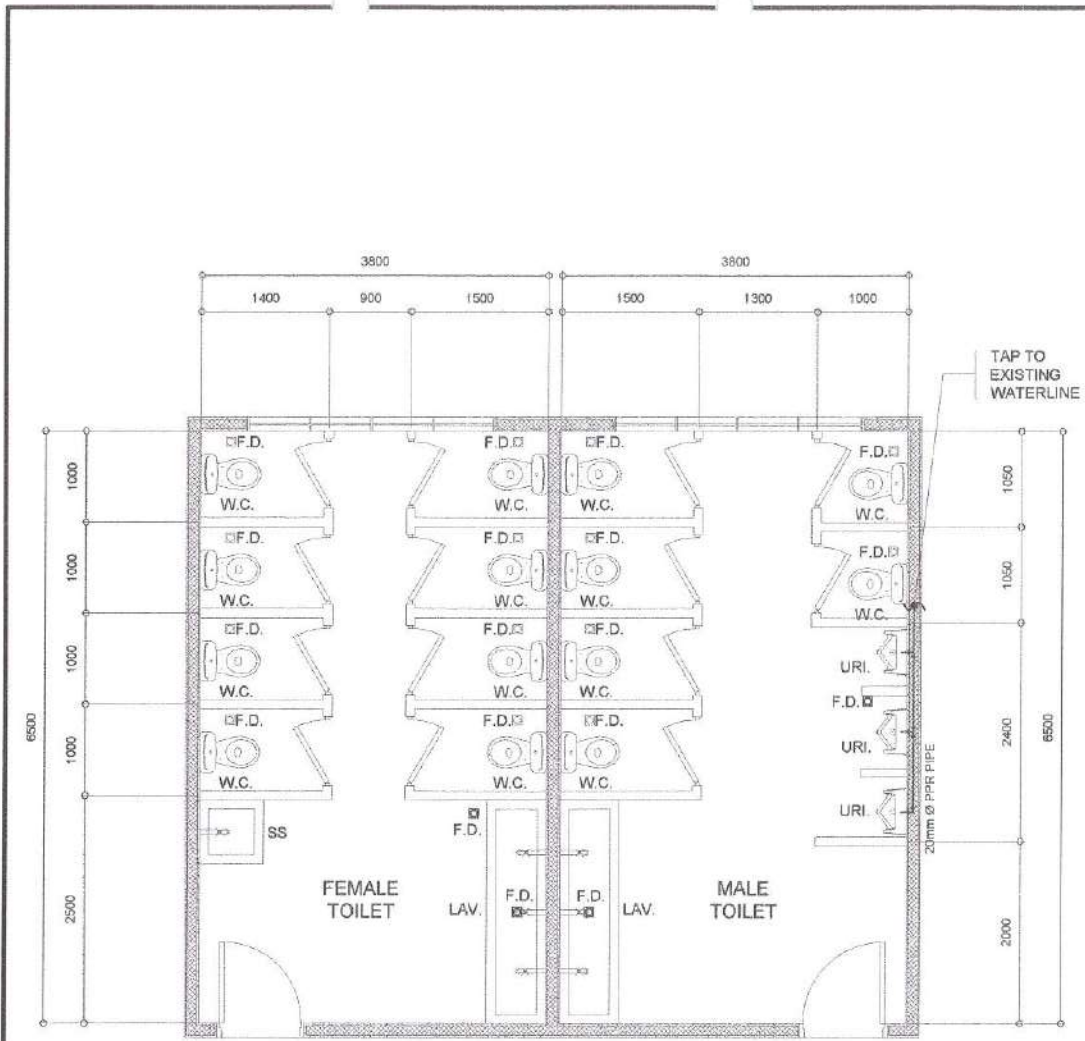 3800
3800
1400
900
1500
1500
1300
1000
TAP TO
EXISTING
WATERLINE
F.D.
F.D.
F.D.
F.D.
W.C.
W.C.
W.C.
W.C.
1000
1050
F.D.
F.D.
F.D.
F.D.
W.C.
W.C.
W.C.
W.C.
1000
1050
F.D.
F.D.
F.D.
W.C.
W.C.
W.C.
1000
URI.
F.D.
F.D.
F.D.
F.D.
W.C.
W.C.
W.C.
1000
URI.
6500
2400
6500
SS
F.D.
URI.
20mm Ø PPR PIPE
FEMALE
TOILET
LAV.
F.D.
F.D.
LAV.
MALE
TOILET
2500
2000